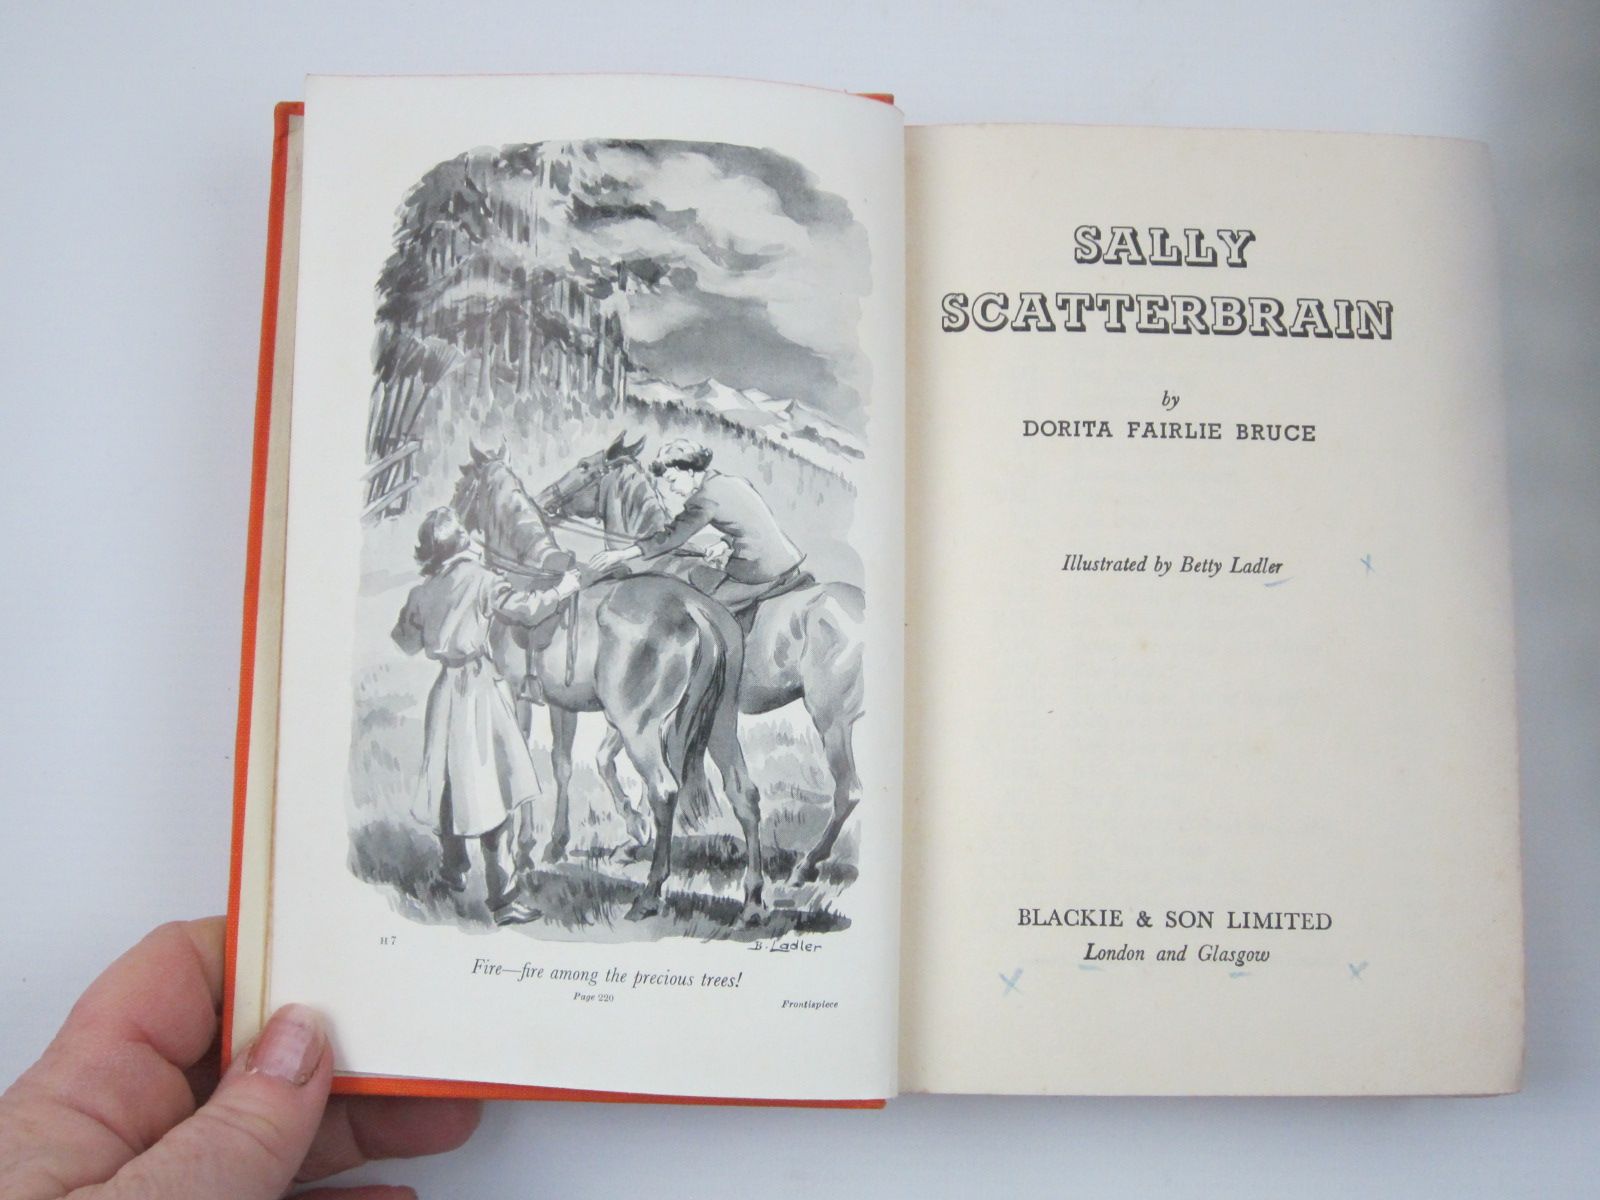 B. Ladler
H 7
Fire—fire among the precious trees!
Page 220
Frontispiece
SALLY
SCATTERBRAIN
by
DORITA FAIRLIE BRUCE
Illustrated by Betty Ladler
BLACKIE & SON LIMITED
London and Glasgow